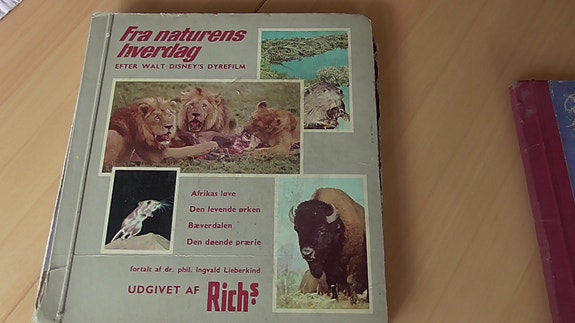 Fra naturens
hverdag
EFTER WALT DISNEY'S DYREFILM
Afrikas løve
Den levende ørken
Bæverdalen
Den døende prærie
fortalt af dr. phil. Ingvald Lieberkind
UDGIVET AF Rich's